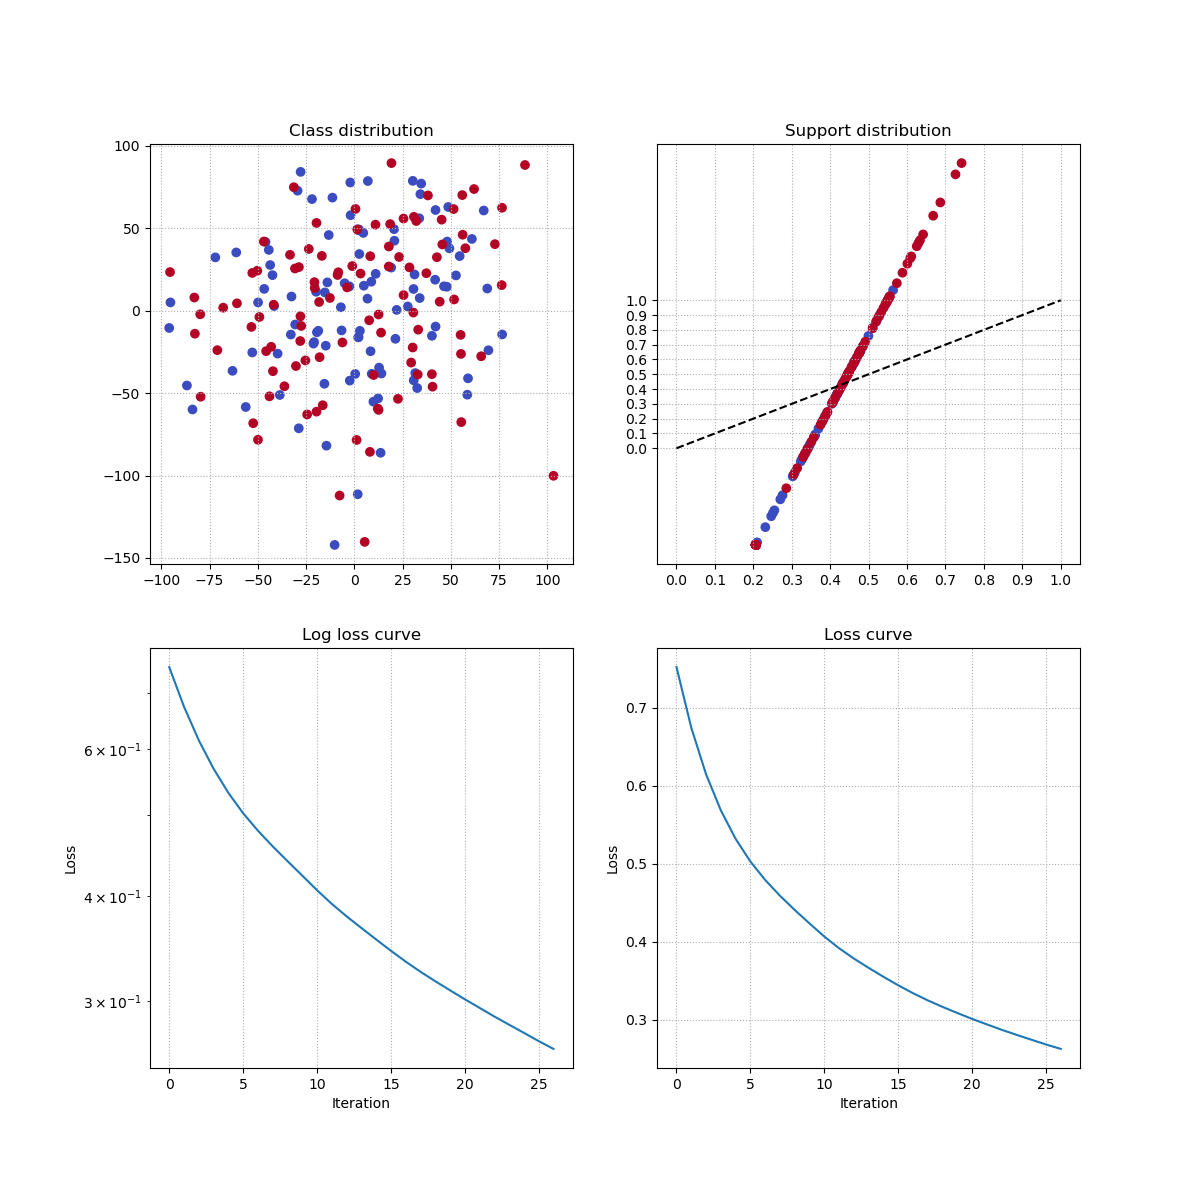 Class distribution
100
50
0
−50
−100
−150
−100 −75 −50 −25 0 25 50 75 100
Support distribution
1.0
0.9
0.8
0.7
0.6
0.5
0.4
0.3
0.2
0.1
0.0
0.0 0.1 0.2 0.3 0.4 0.5 0.6 0.7 0.8 0.9 1.0
Log loss curve
Loss
6 × 10⁻¹
4 × 10⁻¹
3 × 10⁻¹
0 5 10 15 20 25
Iteration
Loss curve
Loss
0.7
0.6
0.5
0.4
0.3
0 5 10 15 20 25
Iteration